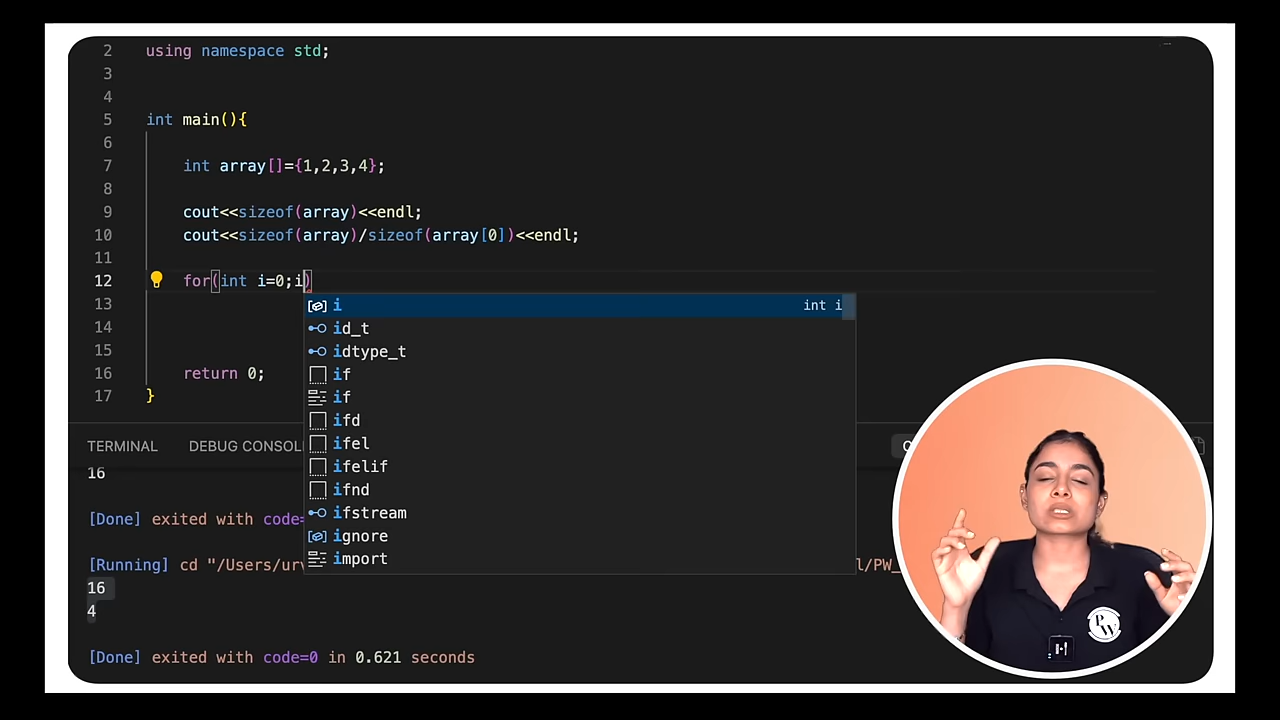 2 using namespace std;
3
4
5 int main(){
6
7 int array[]={1,2,3,4};
8
9 cout<<sizeof(array)<<endl;
10 cout<<sizeof(array)/sizeof(array[0])<<endl;
11
12 for(int i=0;i)
13
14
15
16 return 0;
17 }
i int i
id_t
idtype_t
if
if
ifd
ifel
ifelif
ifnd
ifstream
ignore
import
TERMINAL DEBUG CONSOL
16
[Done] exited with code=
[Running] cd "/Users/urv l/PW_
16
4
[Done] exited with code=0 in 0.621 seconds
PW